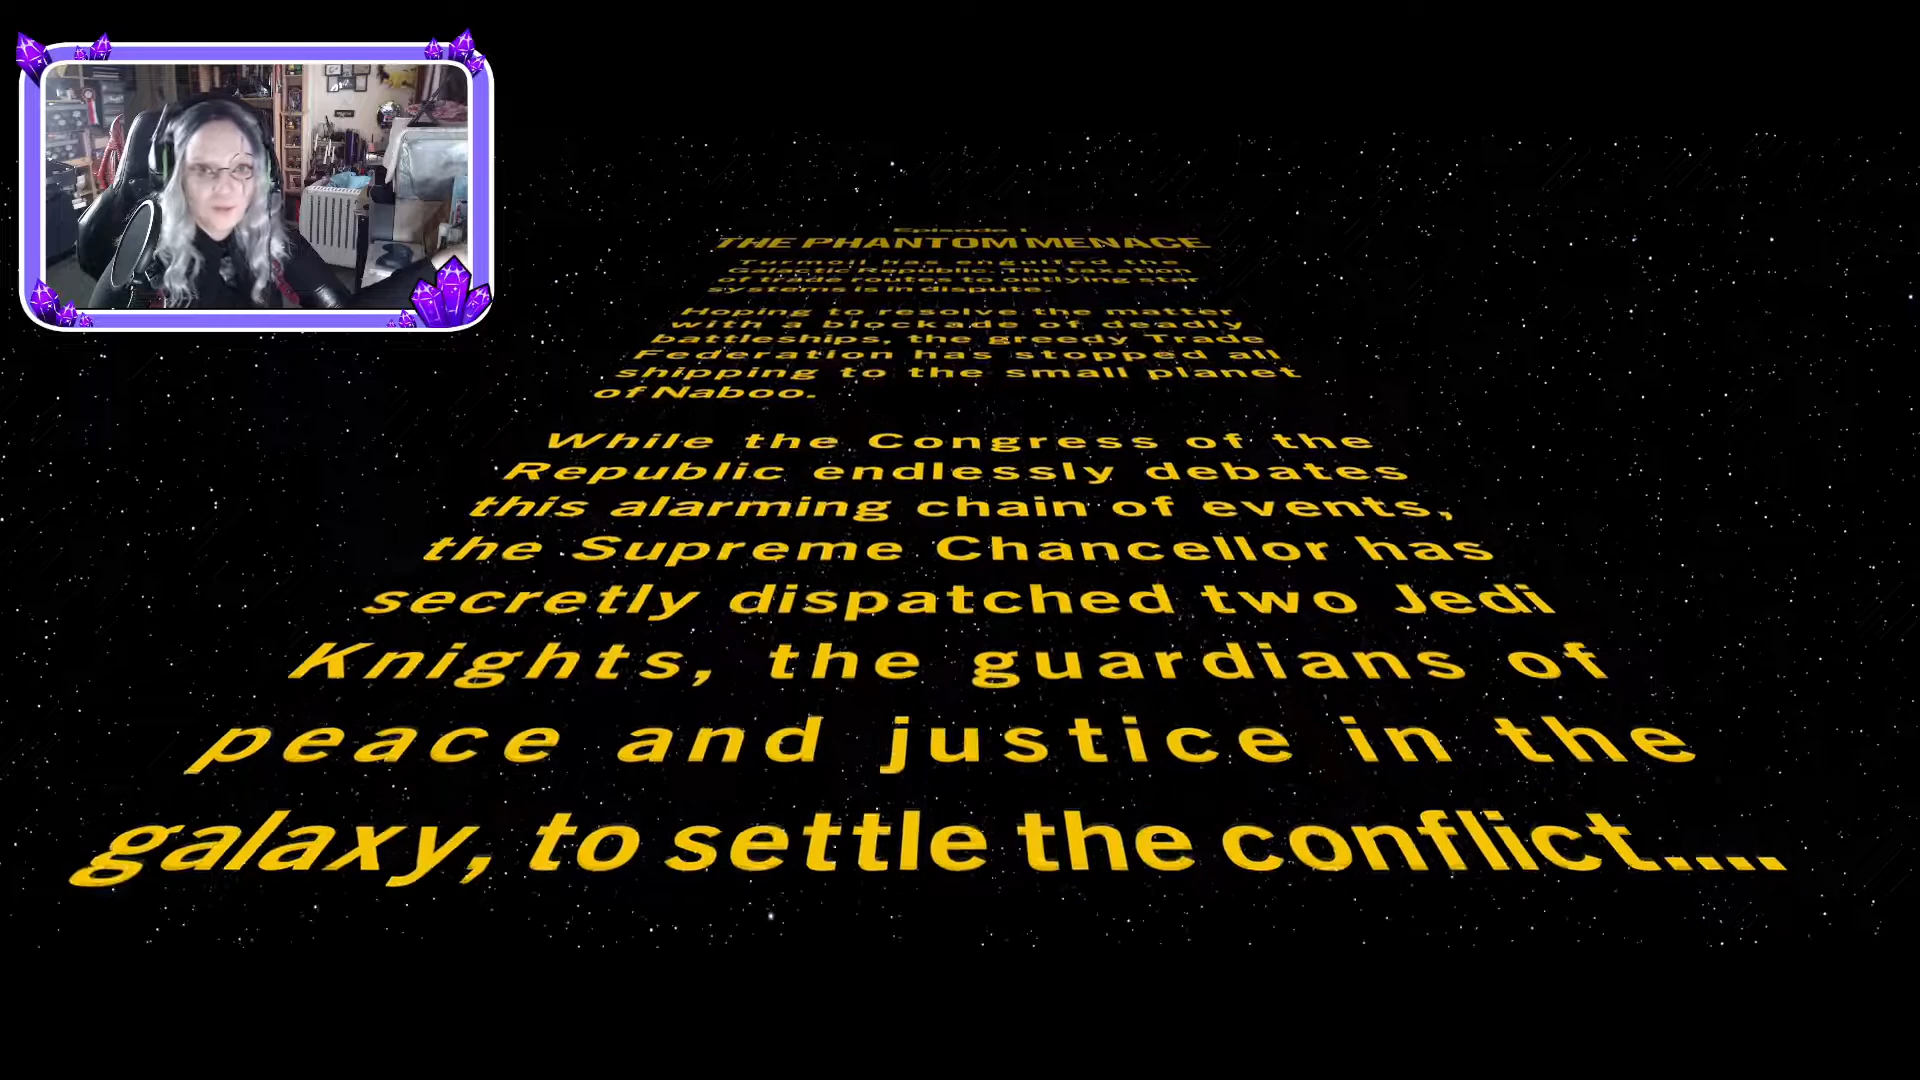 Episode I
THE PHANTOM MENACE
Turmoil has engulfed the
Galactic Republic. The taxation
of trade routes to outlying star
systems is in dispute.
Hoping to resolve the matter
with a blockade of deadly
battleships, the greedy Trade
Federation has stopped all
shipping to the small planet
of Naboo.
While the Congress of the
Republic endlessly debates
this alarming chain of events,
the Supreme Chancellor has
secretly dispatched two Jedi
Knights, the guardians of
peace and justice in the
galaxy, to settle the conflict....